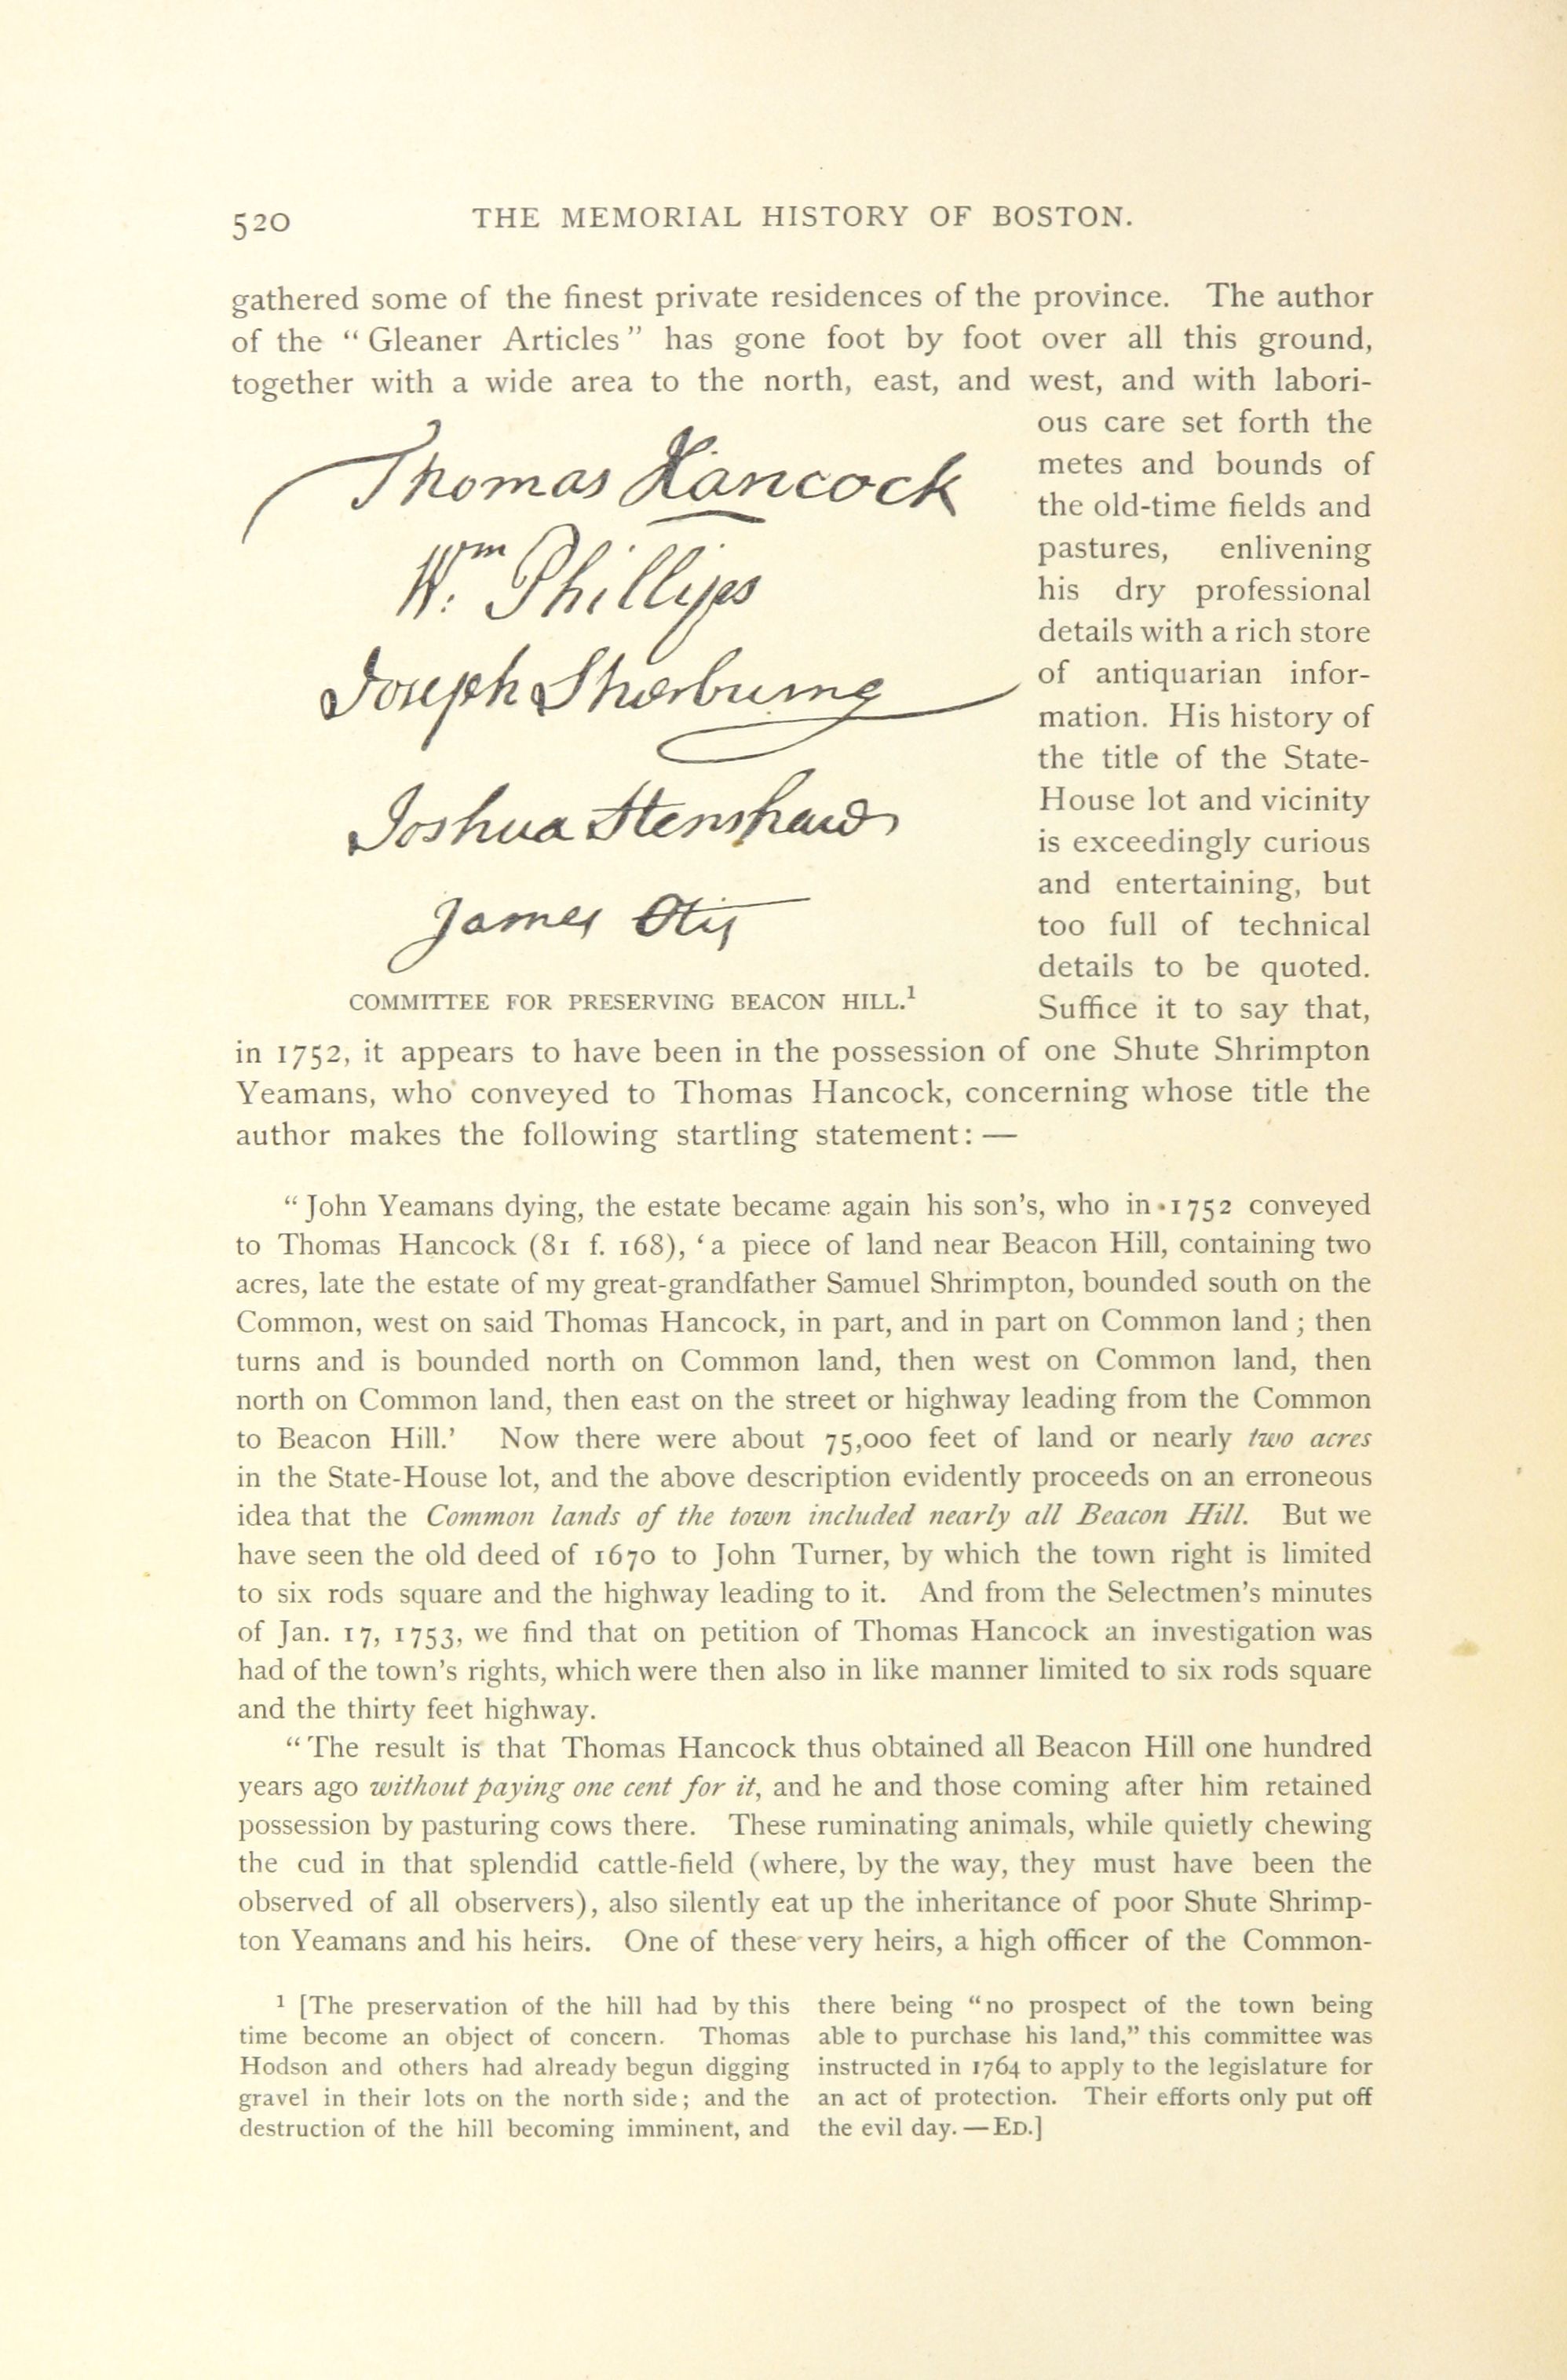 520
THE MEMORIAL HISTORY OF BOSTON.
gathered some of the finest private residences of the province. The author
of the “Gleaner Articles” has gone foot by foot over all this ground,
together with a wide area to the north, east, and west, and with labori-
Thomas Hancock
Wm Phillips
Joseph Sherburne
Joshua Henshaw
James Otis
COMMITTEE FOR PRESERVING BEACON HILL.¹
ous care set forth the
metes and bounds of
the old-time fields and
pastures, enlivening
his dry professional
details with a rich store
of antiquarian infor-
mation. His history of
the title of the State-
House lot and vicinity
is exceedingly curious
and entertaining, but
too full of technical
details to be quoted.
Suffice it to say that,
in 1752, it appears to have been in the possession of one Shute Shrimpton
Yeamans, who conveyed to Thomas Hancock, concerning whose title the
author makes the following startling statement: —
“John Yeamans dying, the estate became again his son's, who in 1752 conveyed
to Thomas Hancock (81 f. 168), ‘a piece of land near Beacon Hill, containing two
acres, late the estate of my great-grandfather Samuel Shrimpton, bounded south on the
Common, west on said Thomas Hancock, in part, and in part on Common land; then
turns and is bounded north on Common land, then west on Common land, then
north on Common land, then east on the street or highway leading from the Common
to Beacon Hill.’ Now there were about 75,000 feet of land or nearly two acres
in the State-House lot, and the above description evidently proceeds on an erroneous
idea that the Common lands of the town included nearly all Beacon Hill. But we
have seen the old deed of 1670 to John Turner, by which the town right is limited
to six rods square and the highway leading to it. And from the Selectmen's minutes
of Jan. 17, 1753, we find that on petition of Thomas Hancock an investigation was
had of the town's rights, which were then also in like manner limited to six rods square
and the thirty feet highway.
“The result is that Thomas Hancock thus obtained all Beacon Hill one hundred
years ago without paying one cent for it, and he and those coming after him retained
possession by pasturing cows there. These ruminating animals, while quietly chewing
the cud in that splendid cattle-field (where, by the way, they must have been the
observed of all observers), also silently eat up the inheritance of poor Shute Shrimp-
ton Yeamans and his heirs. One of these very heirs, a high officer of the Common-
¹ [The preservation of the hill had by this
time become an object of concern. Thomas
Hodson and others had already begun digging
gravel in their lots on the north side; and the
destruction of the hill becoming imminent, and
there being “no prospect of the town being
able to purchase his land,” this committee was
instructed in 1764 to apply to the legislature for
an act of protection. Their efforts only put off
the evil day. — ED.]